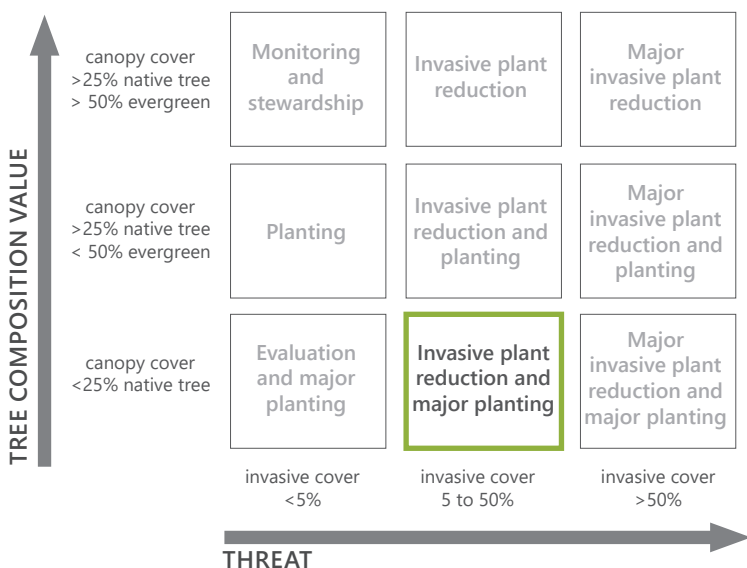 TREE COMPOSITION VALUE
canopy cover
>25% native tree
> 50% evergreen
Monitoring
and
stewardship
Invasive plant
reduction
Major
invasive plant
reduction
canopy cover
>25% native tree
< 50% evergreen
Planting
Invasive plant
reduction and
planting
Major
invasive plant
reduction and
planting
canopy cover
<25% native tree
Evaluation
and major
planting
Invasive plant
reduction and
major planting
Major
invasive plant
reduction and
major planting
invasive cover
<5%
invasive cover
5 to 50%
invasive cover
>50%
THREAT